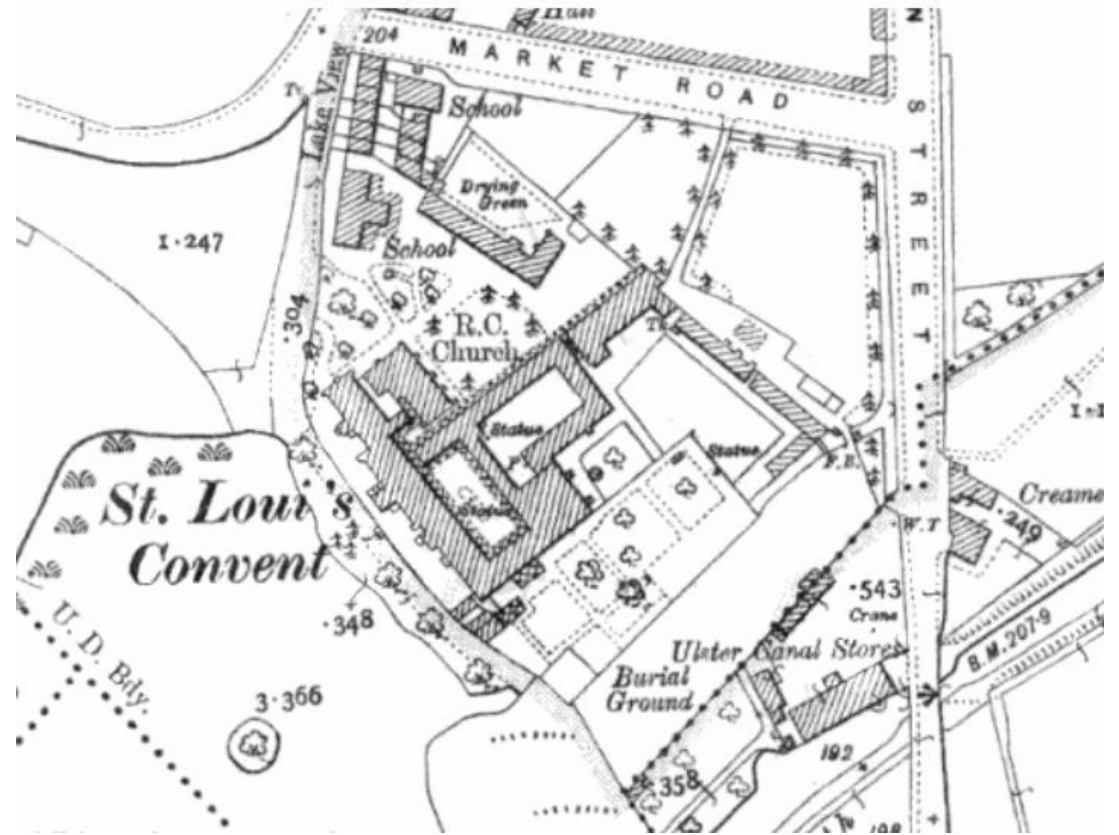 204
MARKET ROAD
N STREET
Lake View
School
Drying
Green
1·247
School
·304
R.C.
Church
Statue
Statue
F.B.
St. Louis
Convent
Statue
W.T
Creame
·249
·543
Crane
·348
Ulster Canal Stores
B.M. 207·9
U. D. Bdy.
Burial
Ground
3·366
192
·358